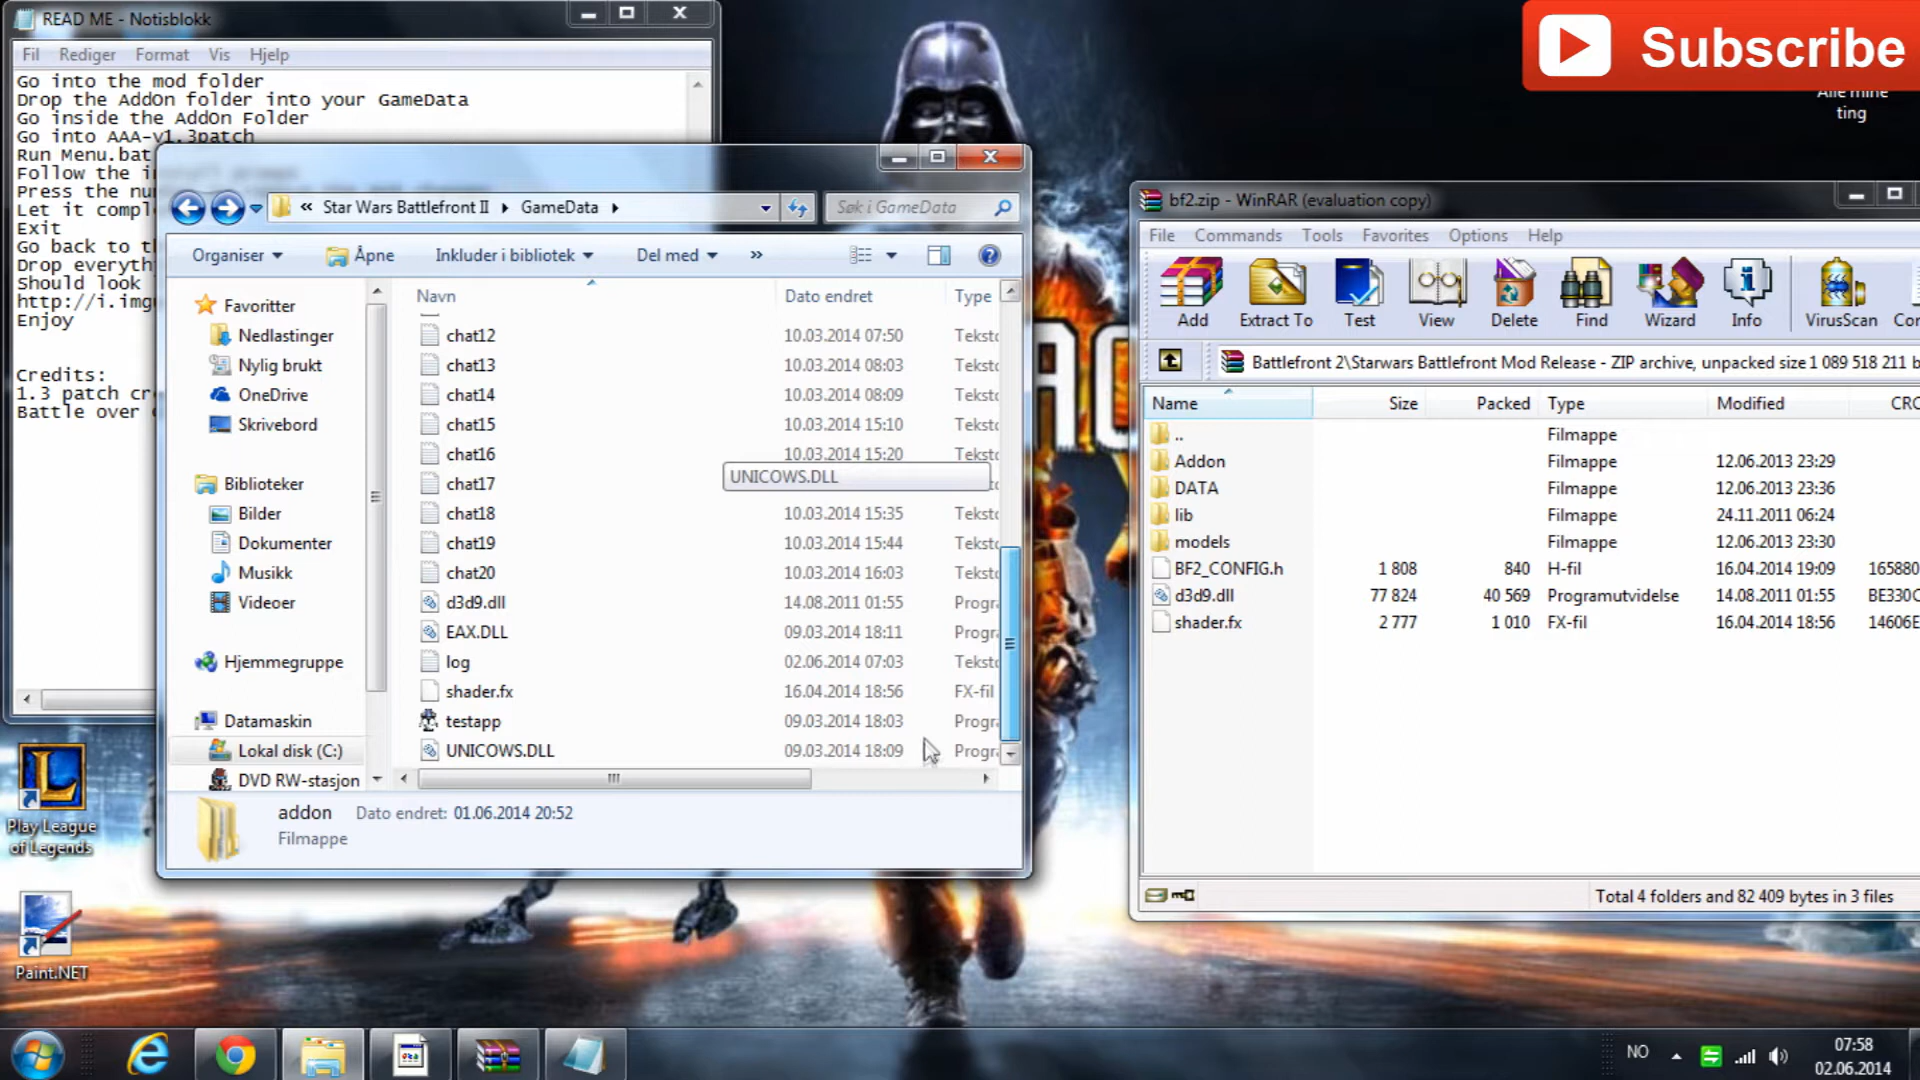 READ ME - Notisblokk
Fil Rediger Format Vis Hjelp
Go into the mod folder
Drop the AddOn folder into your GameData
Go inside the AddOn Folder
Go into AAA-v1.3patch
Run Menu.bat
Follow the
Press the
Let it
Exit
Go back to
Drop
Should look
Enjoy
Credits:
1.3 patch
Battle over
Star Wars Battlefront II GameData
Søk i GameData
Organiser Åpne Inkluder i bibliotek Del med »
Favoritter
Nedlastinger
Nylig brukt
OneDrive
Skrivebord
Biblioteker
Bilder
Dokumenter
Musikk
Videoer
Hjemmegruppe
Datamaskin
Lokal disk (C:)
DVD RW-stasjon
Navn Dato endret Type
chat12 10.03.2014 07:50
chat13 10.03.2014 08:03
chat14 10.03.2014 08:09
chat15 10.03.2014 15:10
chat16 10.03.2014 15:20
UNICOWS.DLL
chat17
chat18 10.03.2014 15:35
chat19 10.03.2014 15:44
chat20 10.03.2014 16:03
d3d9.dll 14.08.2011 01:55
EAX.DLL 09.03.2014 18:11
log 02.06.2014 07:03
shader.fx 16.04.2014 18:56 FX-fil
testapp 09.03.2014 18:03
UNICOWS.DLL 09.03.2014 18:09
addon Dato endret: 01.06.2014 20:52
Filmappe
Subscribe
Alle mine
ting
bf2.zip - WinRAR (evaluation copy)
File Commands Tools Favorites Options Help
Add Extract To Test View Delete Find Wizard Info VirusScan
Battlefront 2\Starwars Battlefront Mod Release - ZIP archive, unpacked size 1 089 518 211 b
Name Size Packed Type Modified CRC
.. Filmappe
Addon Filmappe 12.06.2013 23:29
DATA Filmappe 12.06.2013 23:36
lib Filmappe 24.11.2011 06:24
models Filmappe 12.06.2013 23:30
BF2_CONFIG.h 1 808 840 H-fil 16.04.2014 19:09 165880
d3d9.dll 77 824 40 569 Programutvidelse 14.08.2011 01:55 BE330C
shader.fx 2 777 1 010 FX-fil 16.04.2014 18:56 14606E
Total 4 folders and 82 409 bytes in 3 files
Play League
of Legends
Paint.NET
NO
07:58
02.06.2014